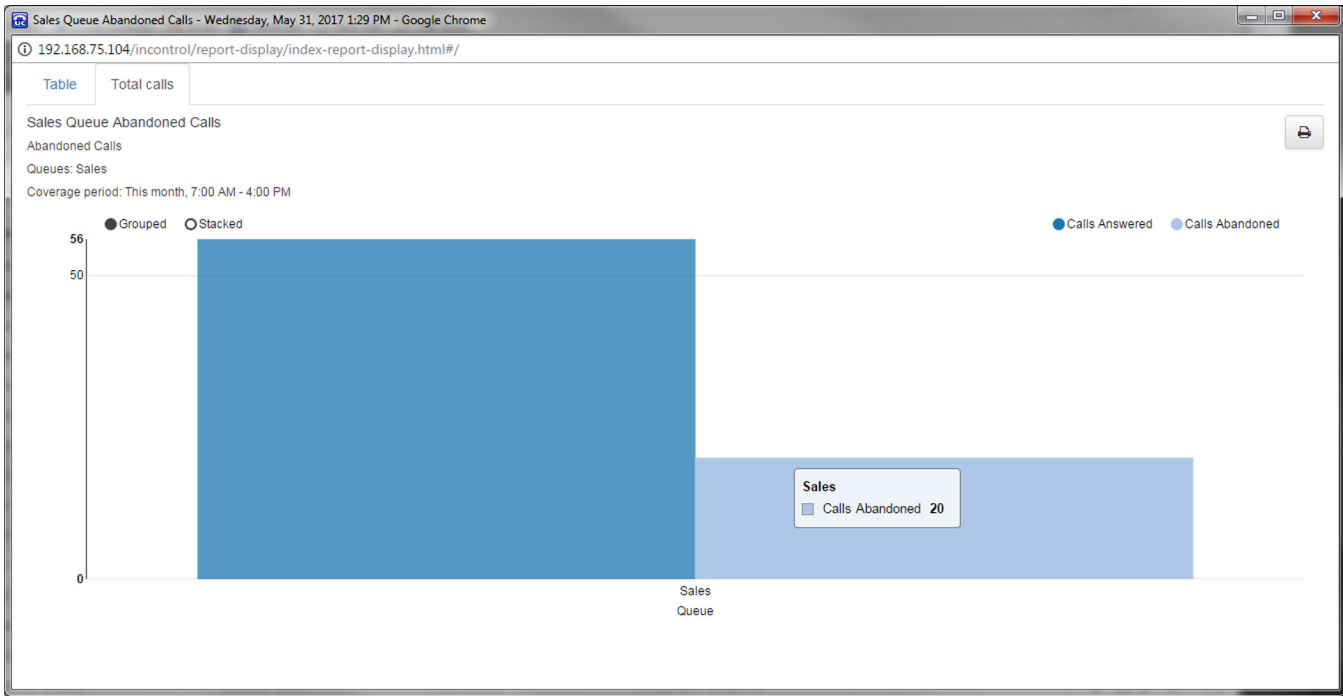 Sales Queue Abandoned Calls - Wednesday, May 31, 2017 1:29 PM - Google Chrome
192.168.75.104/incontrol/report-display/index-report-display.html#/
Table Total calls
Sales Queue Abandoned Calls
Abandoned Calls
Queues: Sales
Coverage period: This month, 7:00 AM - 4:00 PM
Grouped Stacked Calls Answered Calls Abandoned
56
50
Sales
Calls Abandoned 20
0
Sales
Queue